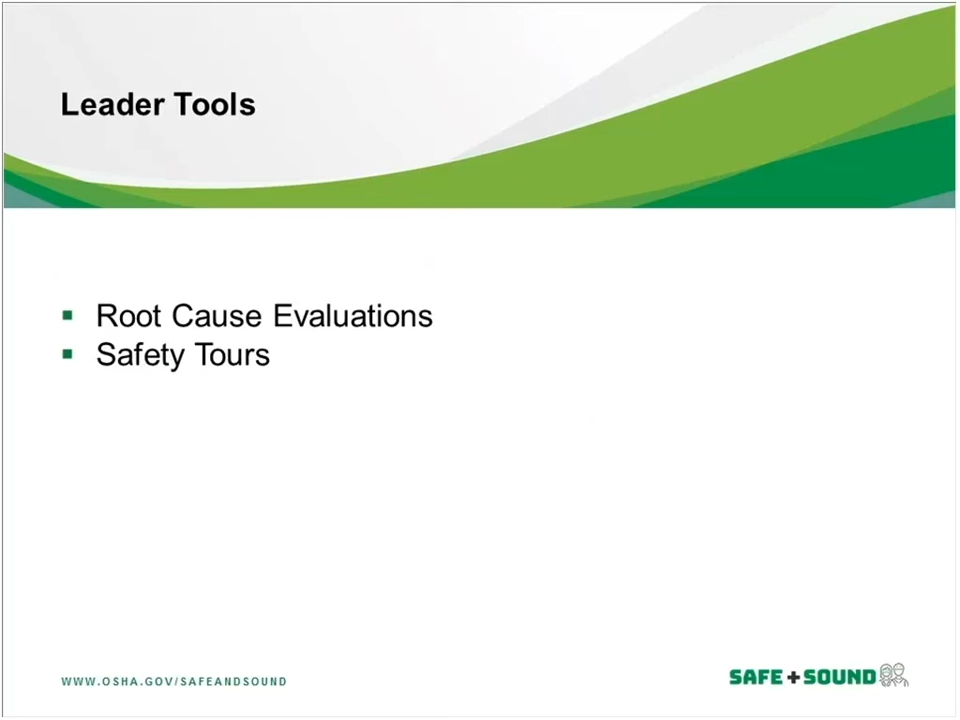 Leader Tools
Root Cause Evaluations
Safety Tours
WWW.OSHA.GOV/SAFEANDSOUND
SAFE+SOUND